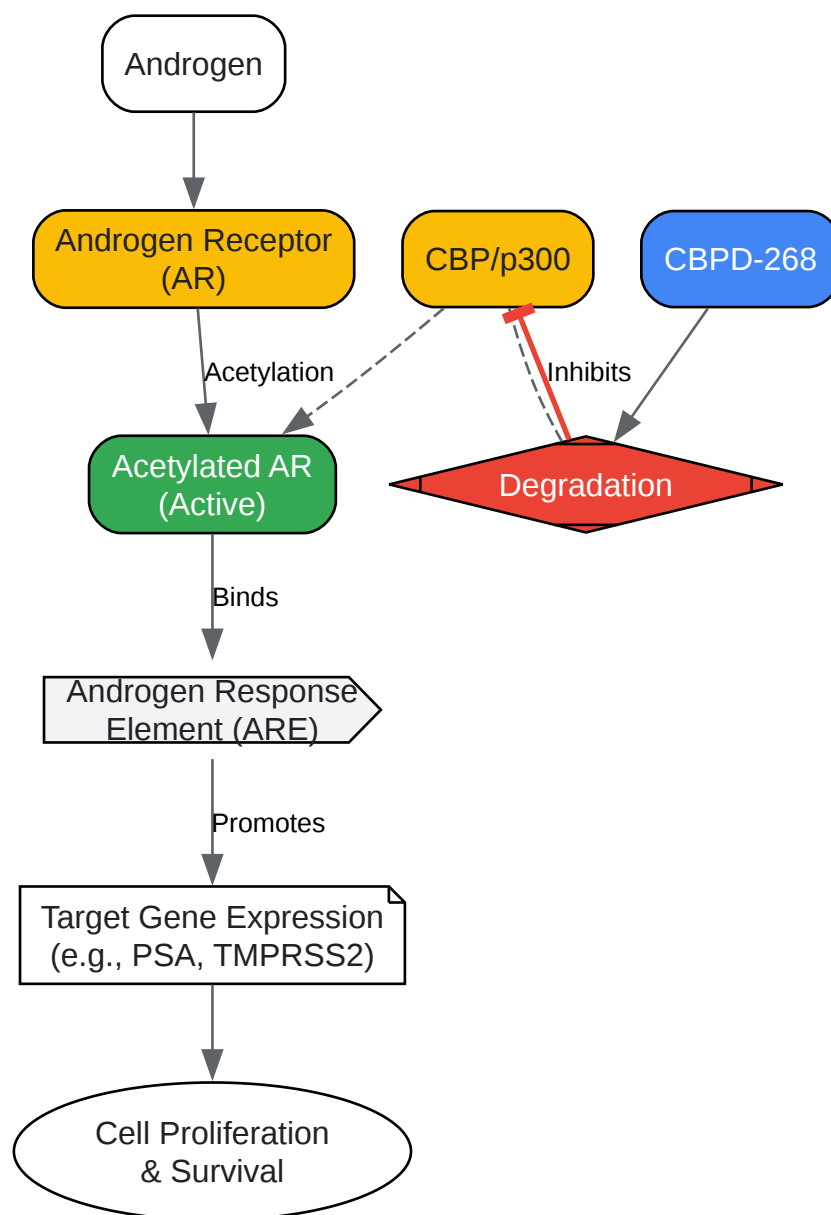 Androgen
Androgen Receptor
(AR)
CBP/p300
CBPD-268
Acetylation
Inhibits
Acetylated AR
(Active)
Degradation
Binds
Androgen Response
Element (ARE)
Promotes
Target Gene Expression
(e.g., PSA, TMPRSS2)
Cell Proliferation
& Survival